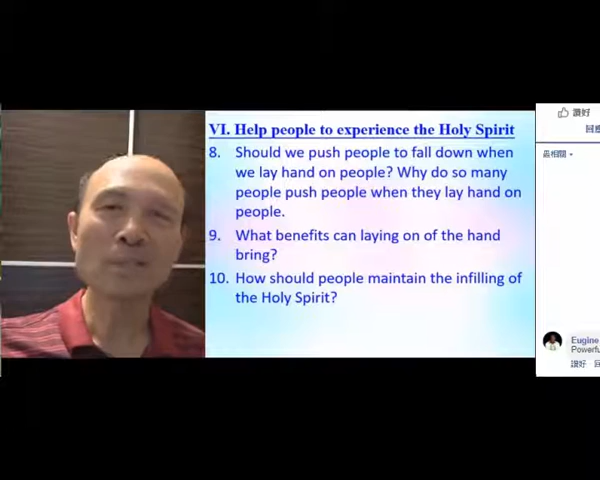 VI. Help people to experience the Holy Spirit
8. Should we push people to fall down when
we lay hand on people? Why do so many
people push people when they lay hand on
people.
9. What benefits can laying on of the hand
bring?
10. How should people maintain the infilling of
the Holy Spirit?
讚好
Eugine